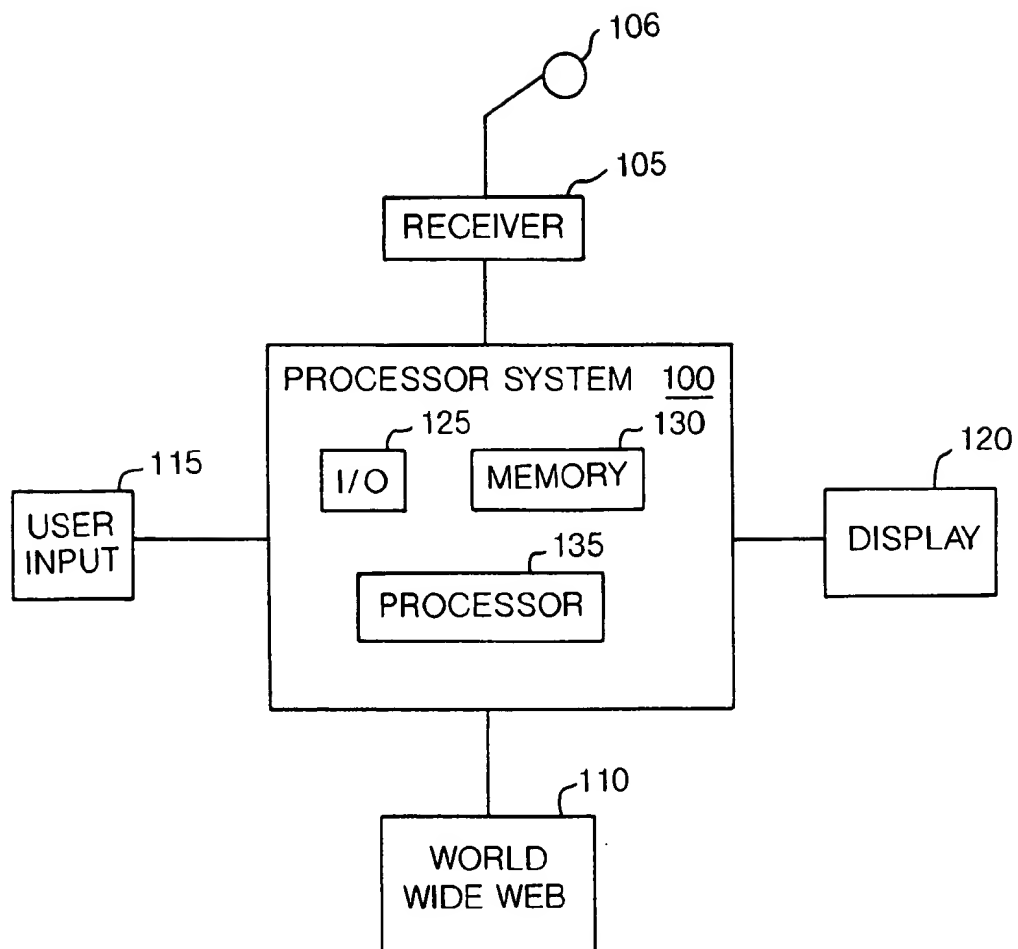 106
105
RECEIVER
PROCESSOR SYSTEM 100
125
130
I/O
MEMORY
115
120
USER
INPUT
DISPLAY
135
PROCESSOR
110
WORLD
WIDE WEB